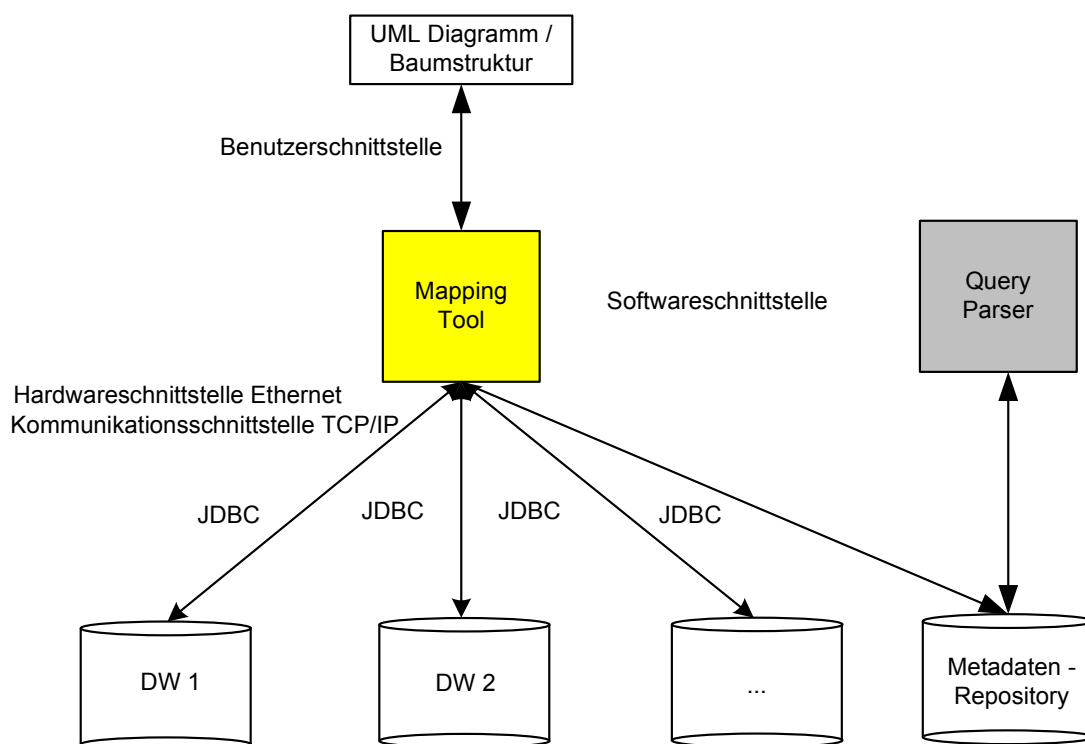 UML Diagramm /
Baumstruktur
Benutzerschnittstelle
Mapping
Tool
Softwareschnittstelle
Query
Parser
Hardwareschnittstelle Ethernet
Kommunikationsschnittstelle TCP/IP
JDBC
JDBC
JDBC
JDBC
DW 1
DW 2
...
Metadaten -
Repository